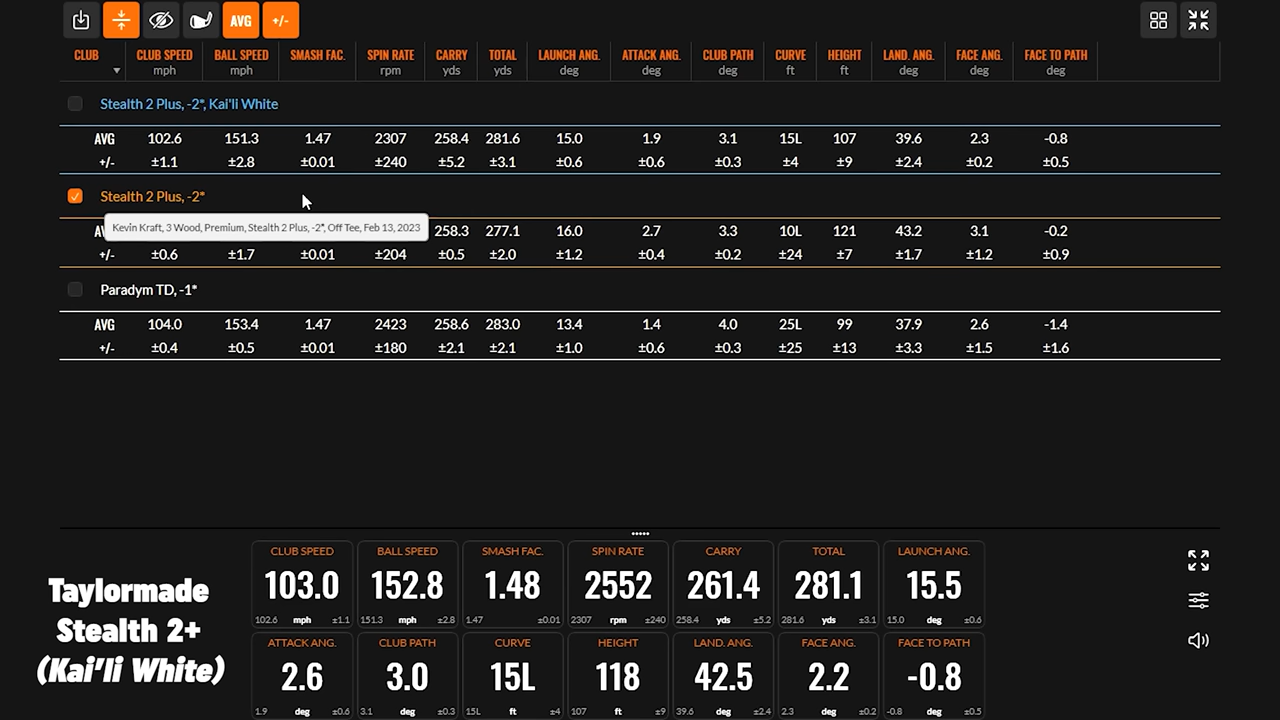 AVG +/-
CLUB CLUB SPEED BALL SPEED SMASH FAC. SPIN RATE CARRY TOTAL LAUNCH ANG. ATTACK ANG. CLUB PATH CURVE HEIGHT LAND. ANG. FACE ANG. FACE TO PATH
mph mph rpm yds yds deg deg deg ft ft deg deg deg
Stealth 2 Plus, -2*, Kai'li White
AVG 102.6 151.3 1.47 2307 258.4 281.6 15.0 1.9 3.1 15L 107 39.6 2.3 -0.8
+/- ±1.1 ±2.8 ±0.01 ±240 ±5.2 ±3.1 ±0.6 ±0.6 ±0.3 ±4 ±9 ±2.4 ±0.2 ±0.5
Stealth 2 Plus, -2*
Kevin Kraft, 3 Wood, Premium, Stealth 2 Plus, -2*, Off Tee, Feb 13, 2023
258.3 277.1 16.0 2.7 3.3 10L 121 43.2 3.1 -0.2
+/- ±0.6 ±1.7 ±0.01 ±204 ±0.5 ±2.0 ±1.2 ±0.4 ±0.2 ±24 ±7 ±1.7 ±1.2 ±0.9
Paradym TD, -1*
AVG 104.0 153.4 1.47 2423 258.6 283.0 13.4 1.4 4.0 25L 99 37.9 2.6 -1.4
+/- ±0.4 ±0.5 ±0.01 ±180 ±2.1 ±2.1 ±1.0 ±0.6 ±0.3 ±25 ±13 ±3.3 ±1.5 ±1.6
Taylormade
Stealth 2+
(Kai'li White)
CLUB SPEED BALL SPEED SMASH FAC. SPIN RATE CARRY TOTAL LAUNCH ANG.
103.0 152.8 1.48 2552 261.4 281.1 15.5
102.6 mph ±1.1 151.3 mph ±2.8 1.47 ±0.01 2307 rpm ±240 258.4 yds ±5.2 281.6 yds ±3.1 15.0 deg ±0.6
ATTACK ANG. CLUB PATH CURVE HEIGHT LAND. ANG. FACE ANG. FACE TO PATH
2.6 3.0 15L 118 42.5 2.2 -0.8
1.9 deg ±0.6 3.1 deg ±0.3 15L ft ±4 107 ft ±9 39.6 deg ±2.4 2.3 deg ±0.2 -0.8 deg ±0.5